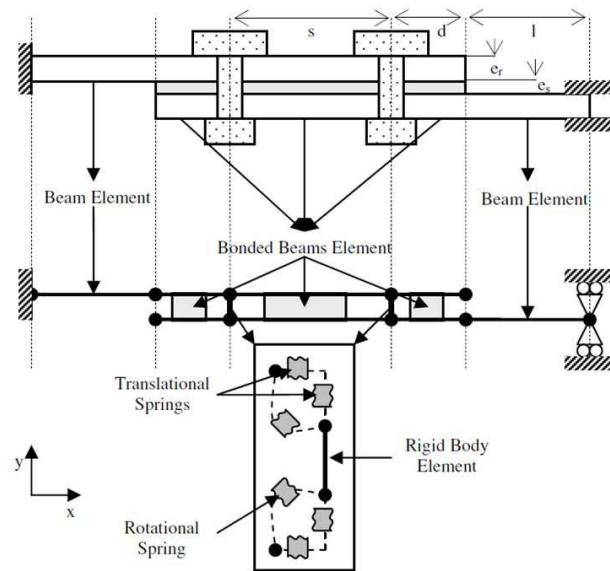 s
d
l
e_r
e_s
Beam Element
Beam Element
Bonded Beams Element
Translational
Springs
Rigid Body
Element
Rotational
Spring
y
x